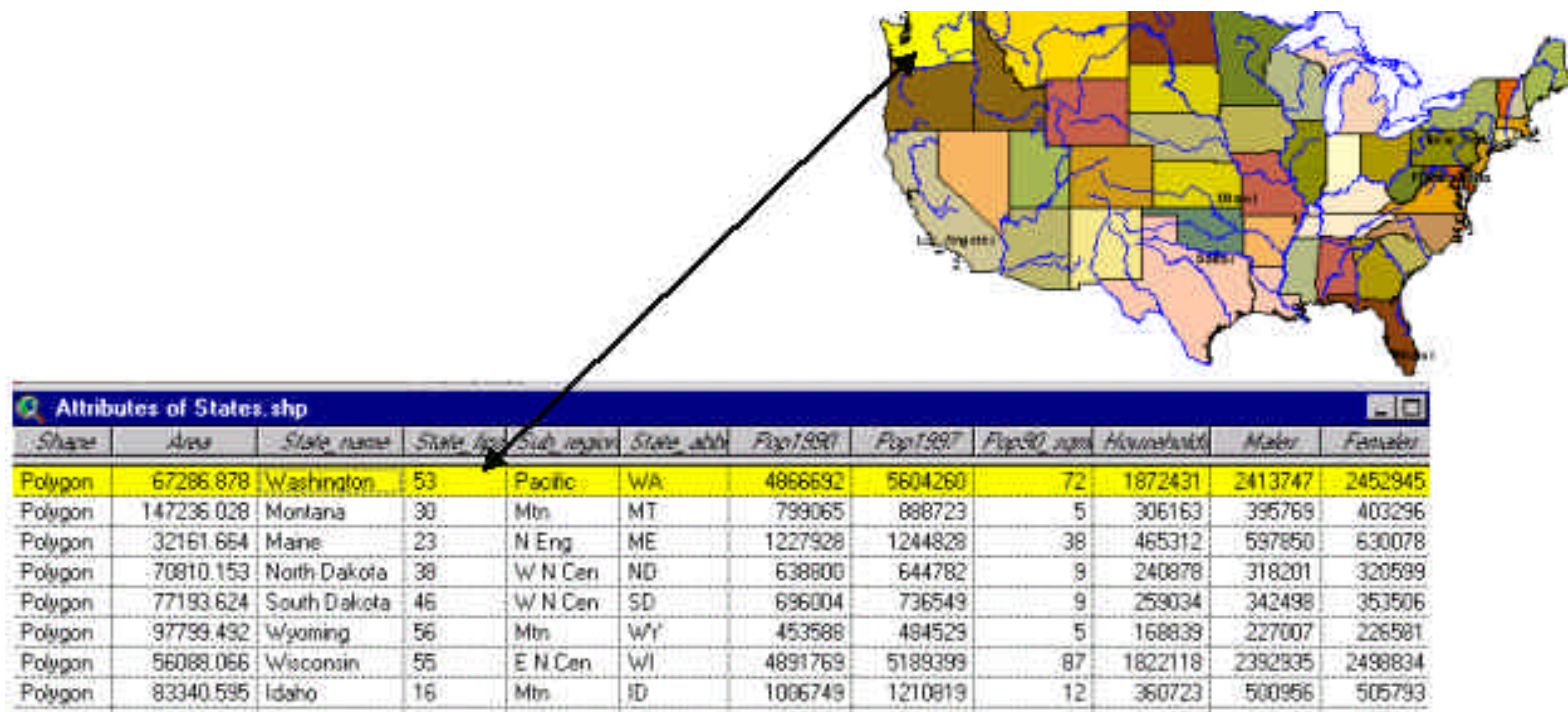 Los Angeles
Attributes of States.shp
Shape Area State_name State_fips Sub_region State_abb Pop1990 Pop1997 Pop90_sqm Households Males Females
Polygon 67286.878 Washington 53 Pacific WA 4866692 5604260 72 1872431 2413747 2452945
Polygon 147236.028 Montana 30 Mtn MT 799065 888723 5 306163 395769 403296
Polygon 32161.664 Maine 23 N Eng ME 1227928 1244828 38 465312 597850 630078
Polygon 70810.153 North Dakota 38 W N Cen ND 638800 644782 9 240878 318201 320599
Polygon 77193.624 South Dakota 46 W N Cen SD 696004 736549 9 259034 342498 353506
Polygon 97799.492 Wyoming 56 Mtn WY 453588 484529 5 168839 227007 226581
Polygon 56088.066 Wisconsin 55 E N Cen WI 4891769 5189399 87 1822118 2392935 2498834
Polygon 83340.595 Idaho 16 Mtn ID 1006749 1210819 12 360723 500956 505793